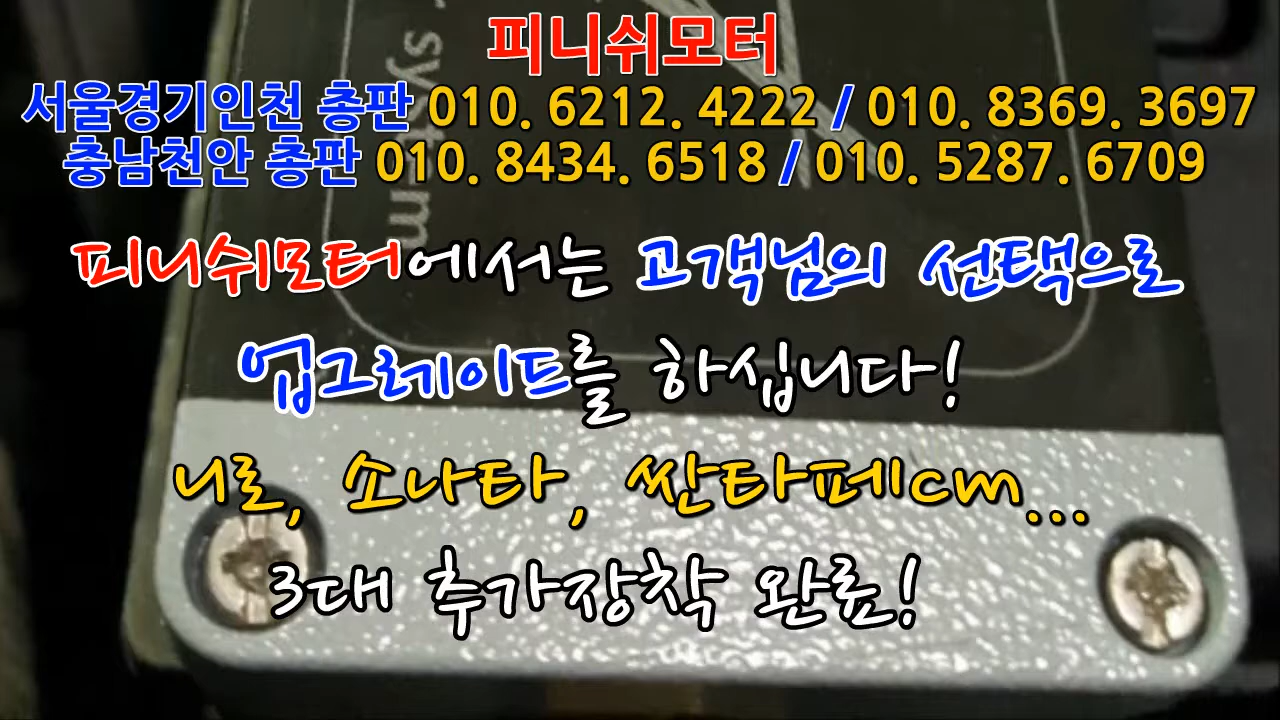 피니쉬모터
서울경기인천 총판 010. 6212. 4222 / 010. 8369. 3697
충남천안 총판 010. 8434. 6518 / 010. 5287. 6709
피니쉬모터에서는 고객님의 선택으로
업그레이드를 하십니다!
니로, 소나타, 싼타페cm...
3대 추가장착 완료!